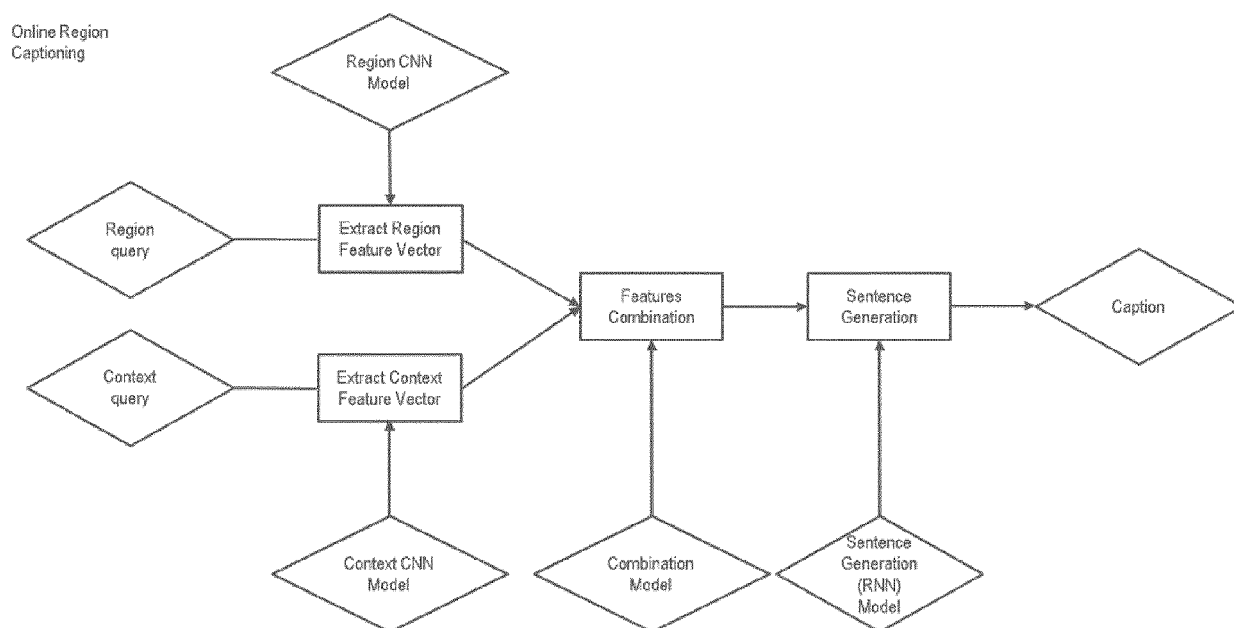 Online Region
Captioning
Region CNN
Model
Region
query
Extract Region
Feature Vector
Features
Combination
Sentence
Generation
Caption
Context
query
Extract Context
Feature Vector
Context CNN
Model
Combination
Model
Sentence
Generation
(RNN)
Model